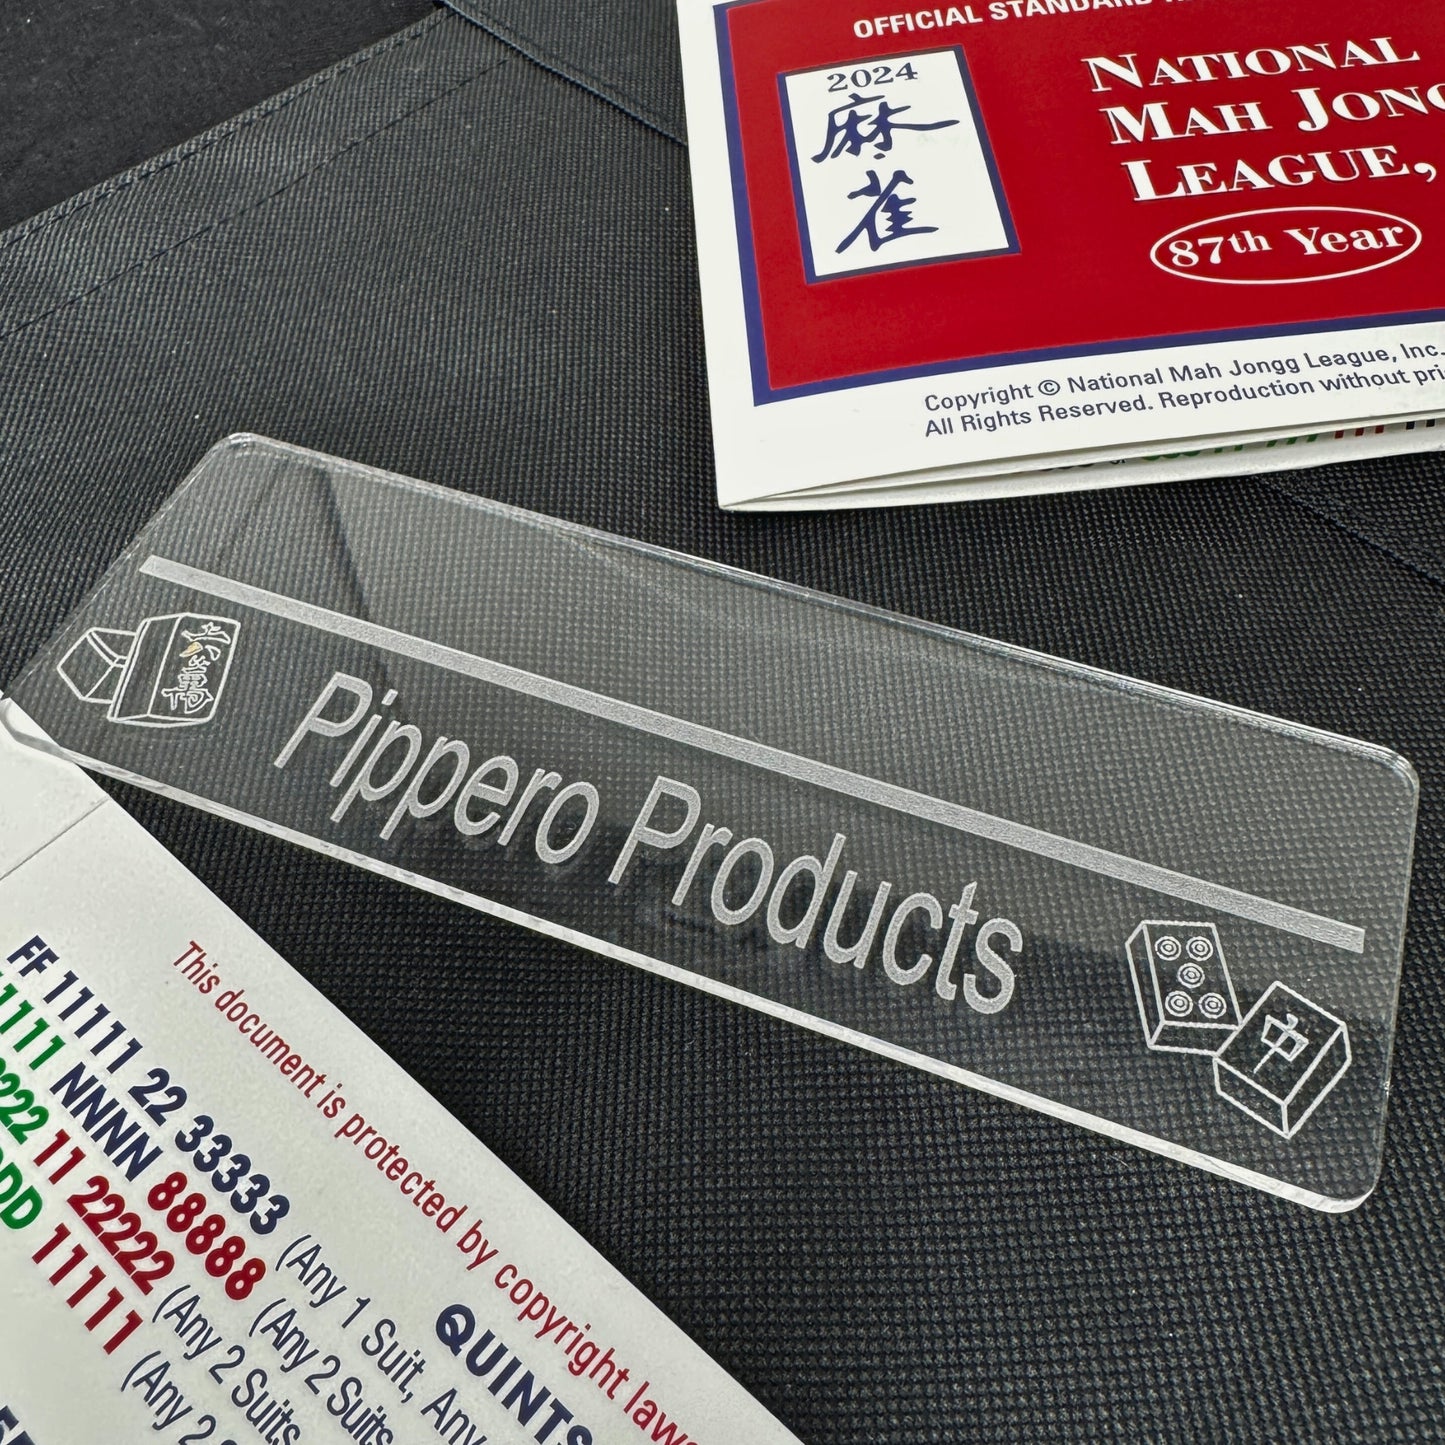 OFFICIAL STANDARD
2024
麻
雀
NATIONAL
MAH JONG
LEAGUE,
87th Year
Copyright © National Mah Jongg League, Inc.
All Rights Reserved. Reproduction without
Pippero Products
中
This document is protected by copyright laws
QUINTS
FF 11111 22 33333 (Any 1 Suit, Any
1111 NNNN 88888 (Any 2 Suits
222 11 22222 (Any 2 Suits
DD 11111 (Any 2